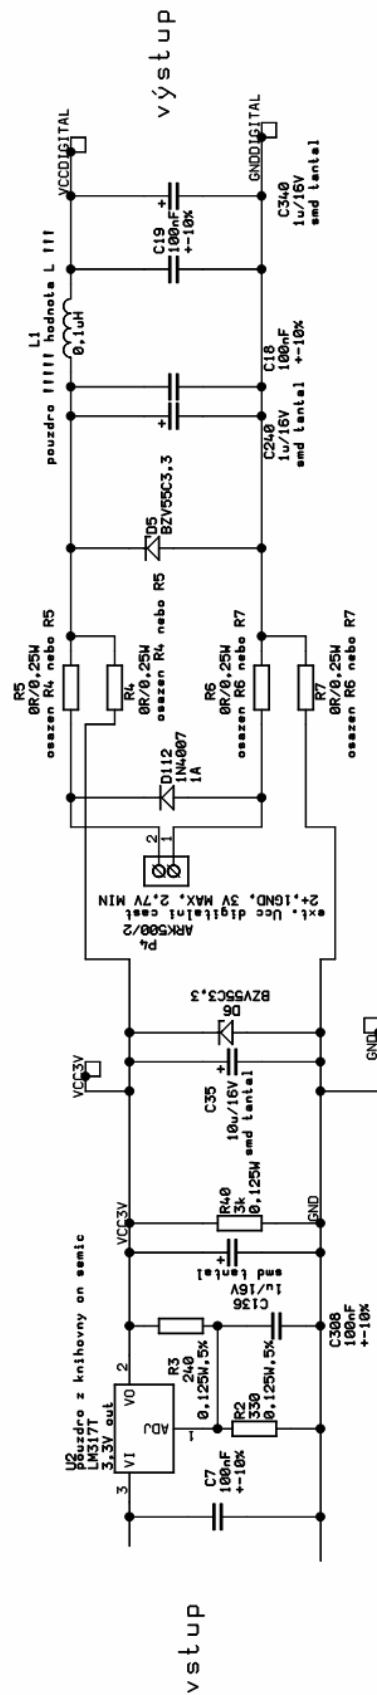 vstup
3
U2
pouzdro z knihovny on semic
LM317T
3,3V out
VI
VO
ADJ
2
1
C7
100nF
+-10%
R3
240
0,125W,5%
R2
330
0,125W,5%
C308
100nF
+-10%
C136
1u/16V
smd tantal
VCC3V
R40
3k
0,125W
GND
VCC3V
C35
10u/16V
smd tantal
D6
BZV55C3,3
GND
P4
ARK500/2
ext. Ucc digitalni cast
2+,1GND, 3V MAX, 2,7V MIN
2
1
D112
1N4007
1A
R5
0R/0,25W
osazen R4 nebo R5
R4
0R/0,25W
osazen R4 nebo R5
R6
0R/0,25W
osazen R6 nebo R7
R7
0R/0,25W
osazen R6 nebo R7
D5
BZV55C3,3
pouzdro !!!!! hodnota L !!!
L1
0,1uH
C240
1u/16V
smd tantal
C18
100nF
+-10%
C19
100nF
+-10%
C340
1u/16V
smd tantal
VCCDIGITAL
GNDDIGITAL
výstup